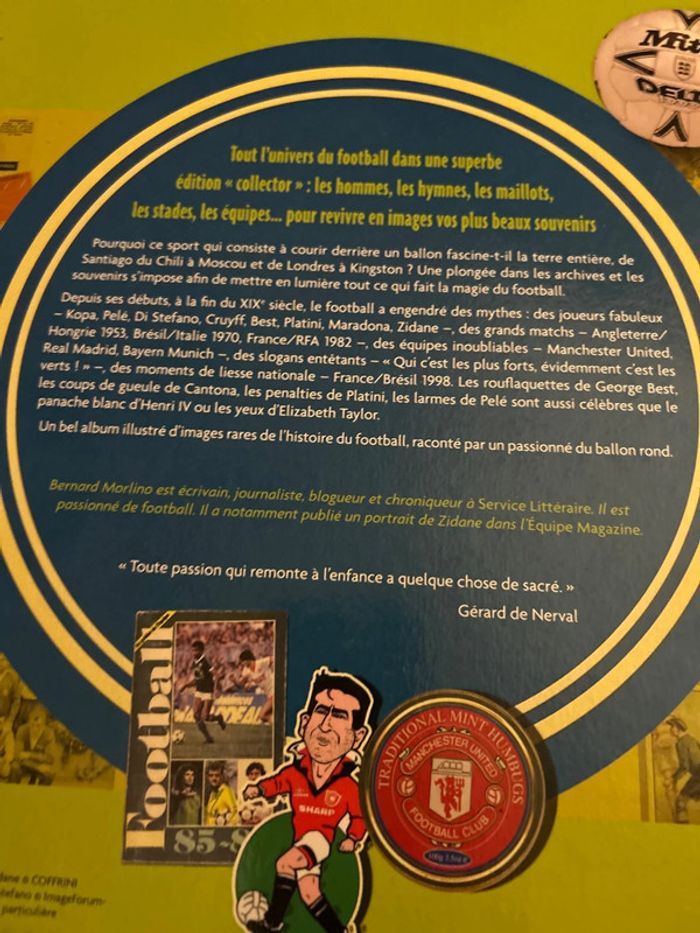 Mit
DELT
Tout l'univers du football dans une superbe
édition « collector » : les hommes, les hymnes, les maillots,
les stades, les équipes... pour revivre en images vos plus beaux souvenirs
Pourquoi ce sport qui consiste à courir derrière un ballon fascine-t-il la terre entière, de
Santiago du Chili à Moscou et de Londres à Kingston ? Une plongée dans les archives et les
souvenirs s'impose afin de mettre en lumière tout ce qui fait la magie du football.
Depuis ses débuts, à la fin du XIXe siècle, le football a engendré des mythes : des joueurs fabuleux
– Kopa, Pelé, Di Stefano, Cruyff, Best, Platini, Maradona, Zidane –, des grands matchs – Angleterre/
Hongrie 1953, Brésil/Italie 1970, France/RFA 1982 –, des équipes inoubliables – Manchester United,
Real Madrid, Bayern Munich –, des slogans entêtants – « Qui c'est les plus forts, évidemment c'est les
verts ! » –, des moments de liesse nationale – France/Brésil 1998. Les rouflaquettes de George Best,
les coups de gueule de Cantona, les penalties de Platini, les larmes de Pelé sont aussi célèbres que le
panache blanc d'Henri IV ou les yeux d'Elizabeth Taylor.
Un bel album illustré d'images rares de l'histoire du football, raconté par un passionné du ballon rond.
Bernard Morlino est écrivain, journaliste, blogueur et chroniqueur à Service Littéraire. Il est
passionné de football. Il a notamment publié un portrait de Zidane dans l'Équipe Magazine.
« Toute passion qui remonte à l'enfance a quelque chose de sacré. »
Gérard de Nerval
Football
85-8
SHARP
TRADITIONAL MINT HUMBUGS
MANCHESTER UNITED
FOOTBALL CLUB
dane © COFFRINI
tefano © Imageforum-
particulière